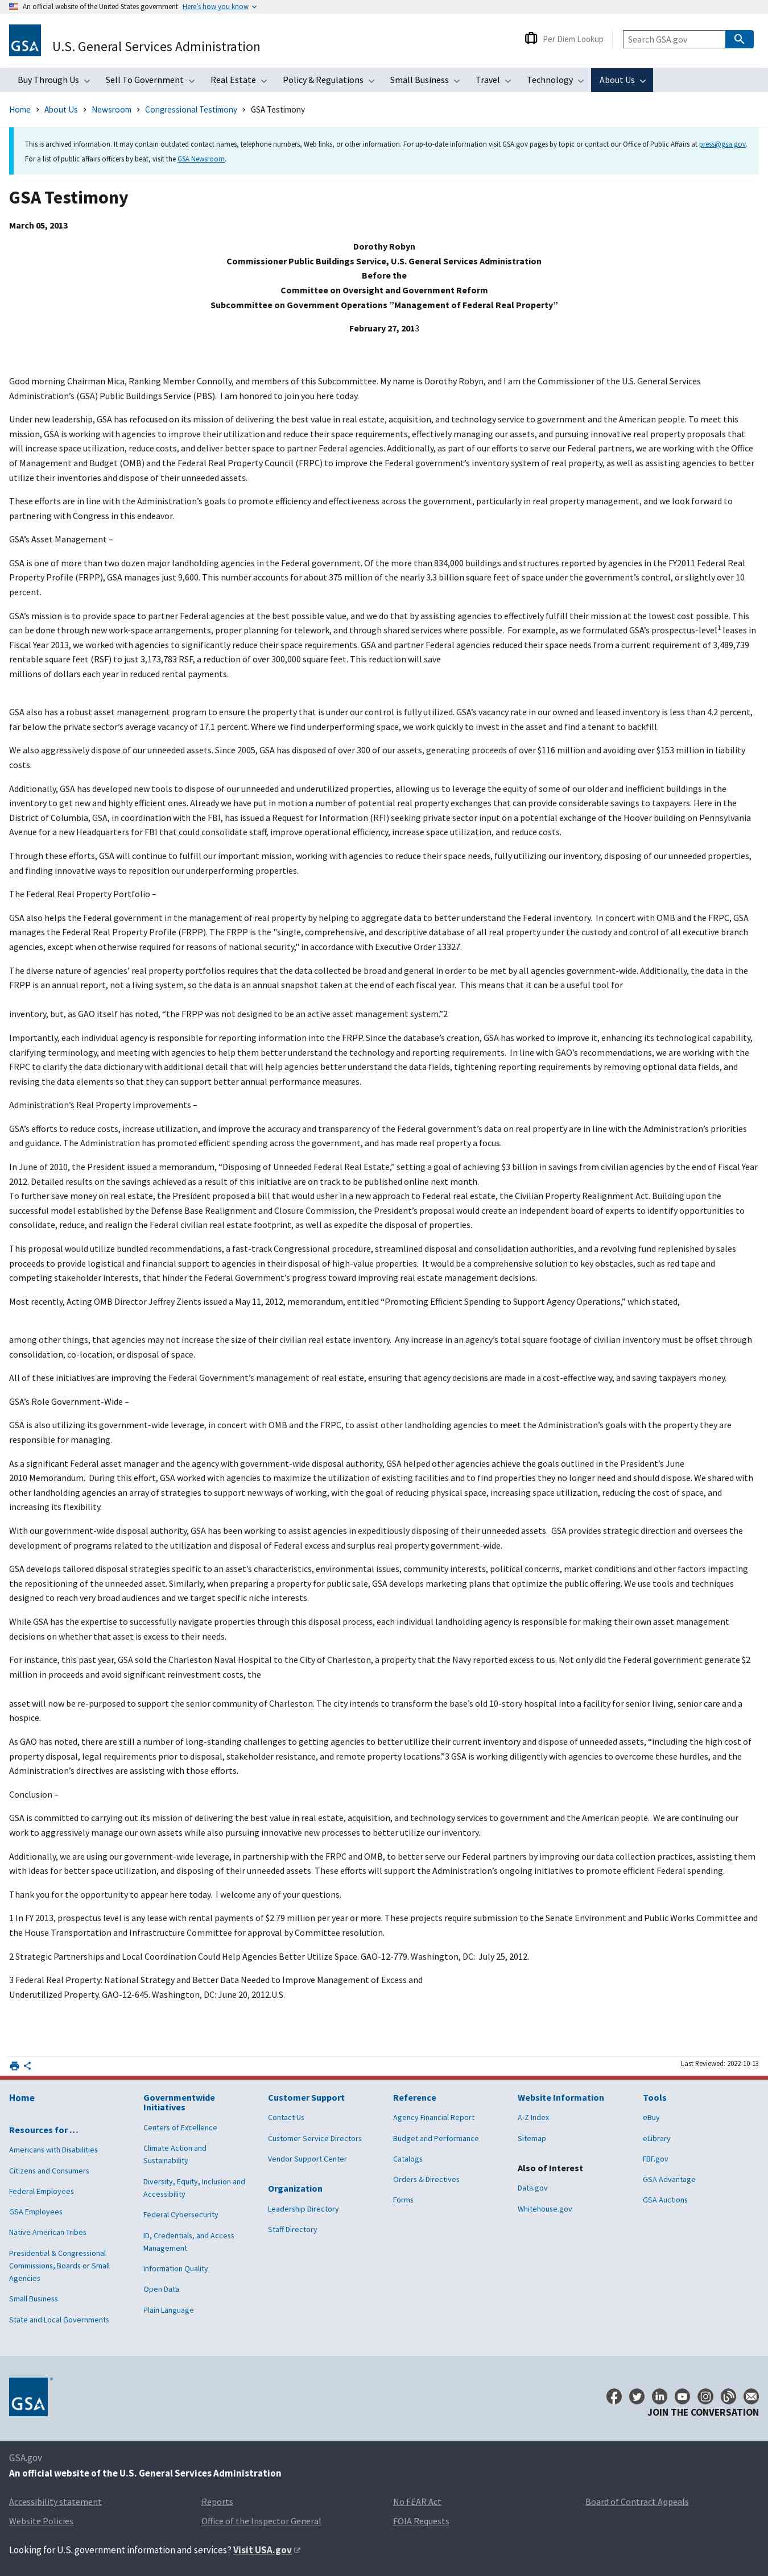 An official website of the United States government Here's how you know
GSA
U.S. General Services Administration
Per Diem Lookup
Search GSA.gov
Buy Through Us
Sell To Government
Real Estate
Policy & Regulations
Small Business
Travel
Technology
About Us
Home › About Us › Newsroom › Congressional Testimony › GSA Testimony
This is archived information. It may contain outdated contact names, telephone numbers, Web links, or other information. For up-to-date information visit GSA.gov pages by topic or contact our Office of Public Affairs at press@gsa.gov.
For a list of public affairs officers by beat, visit the GSA Newsroom.
GSA Testimony
March 05, 2013
Dorothy Robyn
Commissioner Public Buildings Service, U.S. General Services Administration
Before the
Committee on Oversight and Government Reform
Subcommittee on Government Operations "Management of Federal Real Property"
February 27, 2013
Good morning Chairman Mica, Ranking Member Connolly, and members of this Subcommittee. My name is Dorothy Robyn, and I am the Commissioner of the U.S. General Services
Administration's (GSA) Public Buildings Service (PBS).  I am honored to join you here today.
Under new leadership, GSA has refocused on its mission of delivering the best value in real estate, acquisition, and technology service to government and the American people. To meet this
mission, GSA is working with agencies to improve their utilization and reduce their space requirements, effectively managing our assets, and pursuing innovative real property proposals that
will increase space utilization, reduce costs, and deliver better space to partner Federal agencies. Additionally, as part of our efforts to serve our Federal partners, we are working with the Office
of Management and Budget (OMB) and the Federal Real Property Council (FRPC) to improve the Federal government's inventory system of real property, as well as assisting agencies to better
utilize their inventories and dispose of their unneeded assets.
These efforts are in line with the Administration's goals to promote efficiency and effectiveness across the government, particularly in real property management, and we look forward to
partnering with Congress in this endeavor.
GSA's Asset Management –
GSA is one of more than two dozen major landholding agencies in the Federal government. Of the more than 834,000 buildings and structures reported by agencies in the FY2011 Federal Real
Property Profile (FRPP), GSA manages just 9,600. This number accounts for about 375 million of the nearly 3.3 billion square feet of space under the government's control, or slightly over 10
percent.
GSA's mission is to provide space to partner Federal agencies at the best possible value, and we do that by assisting agencies to effectively fulfill their mission at the lowest cost possible. This
can be done through new work-space arrangements, proper planning for telework, and through shared services where possible.  For example, as we formulated GSA's prospectus-level1 leases in
Fiscal Year 2013, we worked with agencies to significantly reduce their space requirements. GSA and partner Federal agencies reduced their space needs from a current requirement of 3,489,739
rentable square feet (RSF) to just 3,173,783 RSF, a reduction of over 300,000 square feet. This reduction will save
millions of dollars each year in reduced rental payments.
GSA also has a robust asset management program to ensure the property that is under our control is fully utilized. GSA's vacancy rate in our owned and leased inventory is less than 4.2 percent,
far below the private sector's average vacancy of 17.1 percent. Where we find underperforming space, we work quickly to invest in the asset and find a tenant to backfill.
We also aggressively dispose of our unneeded assets. Since 2005, GSA has disposed of over 300 of our assets, generating proceeds of over $116 million and avoiding over $153 million in liability
costs.
Additionally, GSA has developed new tools to dispose of our unneeded and underutilized properties, allowing us to leverage the equity of some of our older and inefficient buildings in the
inventory to get new and highly efficient ones. Already we have put in motion a number of potential real property exchanges that can provide considerable savings to taxpayers. Here in the
District of Columbia, GSA, in coordination with the FBI, has issued a Request for Information (RFI) seeking private sector input on a potential exchange of the Hoover building on Pennsylvania
Avenue for a new Headquarters for FBI that could consolidate staff, improve operational efficiency, increase space utilization, and reduce costs.
Through these efforts, GSA will continue to fulfill our important mission, working with agencies to reduce their space needs, fully utilizing our inventory, disposing of our unneeded properties,
and finding innovative ways to reposition our underperforming properties.
The Federal Real Property Portfolio –
GSA also helps the Federal government in the management of real property by helping to aggregate data to better understand the Federal inventory.  In concert with OMB and the FRPC, GSA
manages the Federal Real Property Profile (FRPP). The FRPP is the "single, comprehensive, and descriptive database of all real property under the custody and control of all executive branch
agencies, except when otherwise required for reasons of national security," in accordance with Executive Order 13327.
The diverse nature of agencies' real property portfolios requires that the data collected be broad and general in order to be met by all agencies government-wide. Additionally, the data in the
FRPP is an annual report, not a living system, so the data is an annual snapshot taken at the end of each fiscal year.  This means that it can be a useful tool for
inventory, but, as GAO itself has noted, "the FRPP was not designed to be an active asset management system."2
Importantly, each individual agency is responsible for reporting information into the FRPP. Since the database's creation, GSA has worked to improve it, enhancing its technological capability,
clarifying terminology, and meeting with agencies to help them better understand the technology and reporting requirements.  In line with GAO's recommendations, we are working with the
FRPC to clarify the data dictionary with additional detail that will help agencies better understand the data fields, tightening reporting requirements by removing optional data fields, and
revising the data elements so that they can support better annual performance measures.
Administration's Real Property Improvements –
GSA's efforts to reduce costs, increase utilization, and improve the accuracy and transparency of the Federal government's data on real property are in line with the Administration's priorities
and guidance. The Administration has promoted efficient spending across the government, and has made real property a focus.
In June of 2010, the President issued a memorandum, "Disposing of Unneeded Federal Real Estate," setting a goal of achieving $3 billion in savings from civilian agencies by the end of Fiscal Year
2012. Detailed results on the savings achieved as a result of this initiative are on track to be published online next month.
To further save money on real estate, the President proposed a bill that would usher in a new approach to Federal real estate, the Civilian Property Realignment Act. Building upon the
successful model established by the Defense Base Realignment and Closure Commission, the President's proposal would create an independent board of experts to identify opportunities to
consolidate, reduce, and realign the Federal civilian real estate footprint, as well as expedite the disposal of properties.
This proposal would utilize bundled recommendations, a fast-track Congressional procedure, streamlined disposal and consolidation authorities, and a revolving fund replenished by sales
proceeds to provide logistical and financial support to agencies in their disposal of high-value properties.  It would be a comprehensive solution to key obstacles, such as red tape and
competing stakeholder interests, that hinder the Federal Government's progress toward improving real estate management decisions.
Most recently, Acting OMB Director Jeffrey Zients issued a May 11, 2012, memorandum, entitled "Promoting Efficient Spending to Support Agency Operations," which stated,
among other things, that agencies may not increase the size of their civilian real estate inventory.  Any increase in an agency's total square footage of civilian inventory must be offset through
consolidation, co-location, or disposal of space.
All of these initiatives are improving the Federal Government's management of real estate, ensuring that agency decisions are made in a cost-effective way, and saving taxpayers money.
GSA's Role Government-Wide –
GSA is also utilizing its government-wide leverage, in concert with OMB and the FRPC, to assist other landholding agencies to meet the Administration's goals with the property they are
responsible for managing.
As a significant Federal asset manager and the agency with government-wide disposal authority, GSA helped other agencies achieve the goals outlined in the President's June
2010 Memorandum.  During this effort, GSA worked with agencies to maximize the utilization of existing facilities and to find properties they no longer need and should dispose. We shared with
other landholding agencies an array of strategies to support new ways of working, with the goal of reducing physical space, increasing space utilization, reducing the cost of space, and
increasing its flexibility.
With our government-wide disposal authority, GSA has been working to assist agencies in expeditiously disposing of their unneeded assets.  GSA provides strategic direction and oversees the
development of programs related to the utilization and disposal of Federal excess and surplus real property government-wide.
GSA develops tailored disposal strategies specific to an asset's characteristics, environmental issues, community interests, political concerns, market conditions and other factors impacting
the repositioning of the unneeded asset. Similarly, when preparing a property for public sale, GSA develops marketing plans that optimize the public offering. We use tools and techniques
designed to reach very broad audiences and we target specific niche interests.
While GSA has the expertise to successfully navigate properties through this disposal process, each individual landholding agency is responsible for making their own asset management
decisions on whether that asset is excess to their needs.
For instance, this past year, GSA sold the Charleston Naval Hospital to the City of Charleston, a property that the Navy reported excess to us. Not only did the Federal government generate $2
million in proceeds and avoid significant reinvestment costs, the
asset will now be re-purposed to support the senior community of Charleston. The city intends to transform the base's old 10-story hospital into a facility for senior living, senior care and a
hospice.
As GAO has noted, there are still a number of long-standing challenges to getting agencies to better utilize their current inventory and dispose of unneeded assets, "including the high cost of
property disposal, legal requirements prior to disposal, stakeholder resistance, and remote property locations."3 GSA is working diligently with agencies to overcome these hurdles, and the
Administration's directives are assisting with those efforts.
Conclusion –
GSA is committed to carrying out its mission of delivering the best value in real estate, acquisition, and technology services to government and the American people.  We are continuing our
work to aggressively manage our own assets while also pursuing innovative new processes to better utilize our inventory.
Additionally, we are using our government-wide leverage, in partnership with the FRPC and OMB, to better serve our Federal partners by improving our data collection practices, assisting them
with ideas for better asset utilization, and disposing of their unneeded assets. These efforts will support the Administration's ongoing initiatives to promote efficient Federal spending.
Thank you for the opportunity to appear here today.  I welcome any of your questions.
1 In FY 2013, prospectus level is any lease with rental payments of $2.79 million per year or more. These projects require submission to the Senate Environment and Public Works Committee and
the House Transportation and Infrastructure Committee for approval by Committee resolution.
2 Strategic Partnerships and Local Coordination Could Help Agencies Better Utilize Space. GAO-12-779. Washington, DC:  July 25, 2012.
3 Federal Real Property: National Strategy and Better Data Needed to Improve Management of Excess and
Underutilized Property. GAO-12-645. Washington, DC: June 20, 2012.U.S.
Last Reviewed: 2022-10-13
Home
Resources for …
Americans with Disabilities
Citizens and Consumers
Federal Employees
GSA Employees
Native American Tribes
Presidential & Congressional
Commissions, Boards or Small
Agencies
Small Business
State and Local Governments
Governmentwide
Initiatives
Centers of Excellence
Climate Action and
Sustainability
Diversity, Equity, Inclusion and
Accessibility
Federal Cybersecurity
ID, Credentials, and Access
Management
Information Quality
Open Data
Plain Language
Customer Support
Contact Us
Customer Service Directors
Vendor Support Center
Organization
Leadership Directory
Staff Directory
Reference
Agency Financial Report
Budget and Performance
Catalogs
Orders & Directives
Forms
Website Information
A-Z Index
Sitemap
Also of Interest
Data.gov
Whitehouse.gov
Tools
eBuy
eLibrary
FBF.gov
GSA Advantage
GSA Auctions
GSA
JOIN THE CONVERSATION
GSA.gov
An official website of the U.S. General Services Administration
Accessibility statement
Reports
No FEAR Act
Board of Contract Appeals
Website Policies
Office of the Inspector General
FOIA Requests
Looking for U.S. government information and services? Visit USA.gov